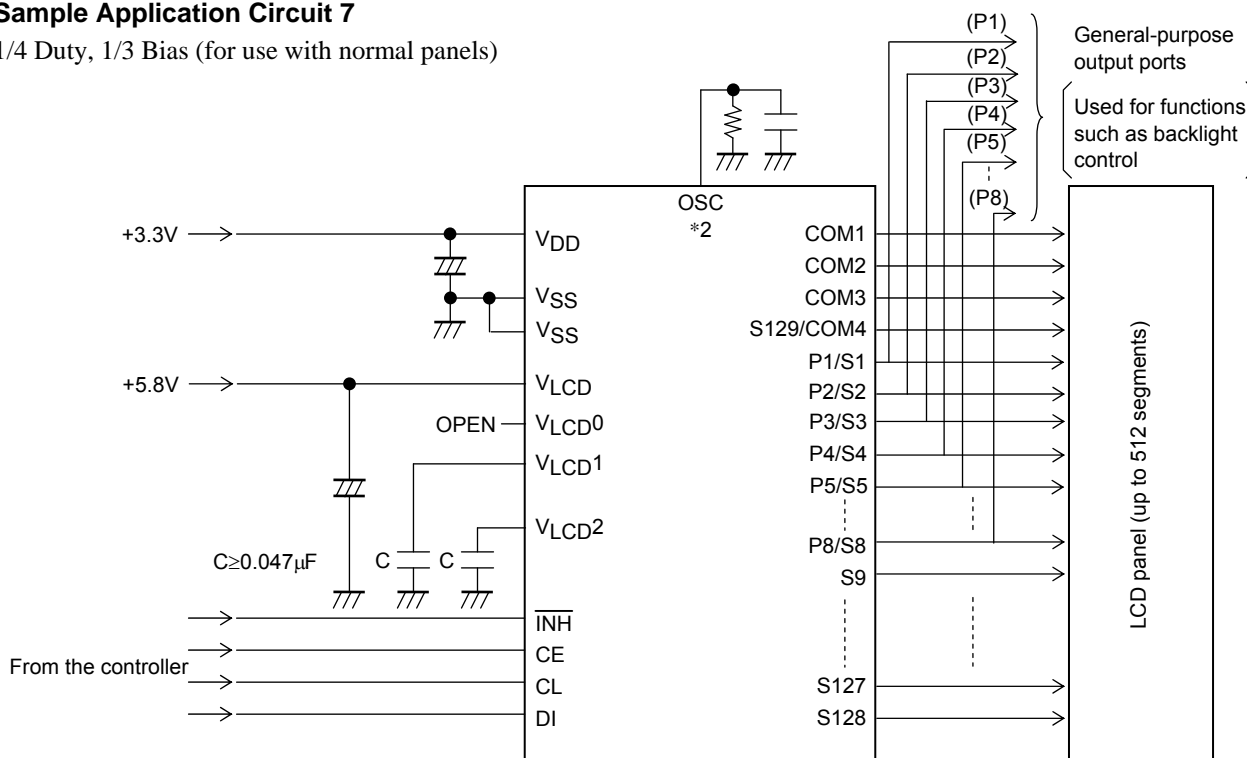 Sample Application Circuit 7
1/4 Duty, 1/3 Bias (for use with normal panels)
(P1)
(P2)
(P3)
(P4)
(P5)
(P8)
General-purpose
output ports
Used for functions
such as backlight
control
OSC
*2
+3.3V
VDD
VSS
VSS
+5.8V
VLCD
OPEN
VLCD0
VLCD1
VLCD2
C≥0.047μF
C
C
From the controller
INH
CE
CL
DI
COM1
COM2
COM3
S129/COM4
P1/S1
P2/S2
P3/S3
P4/S4
P5/S5
P8/S8
S9
S127
S128
LCD panel (up to 512 segments)